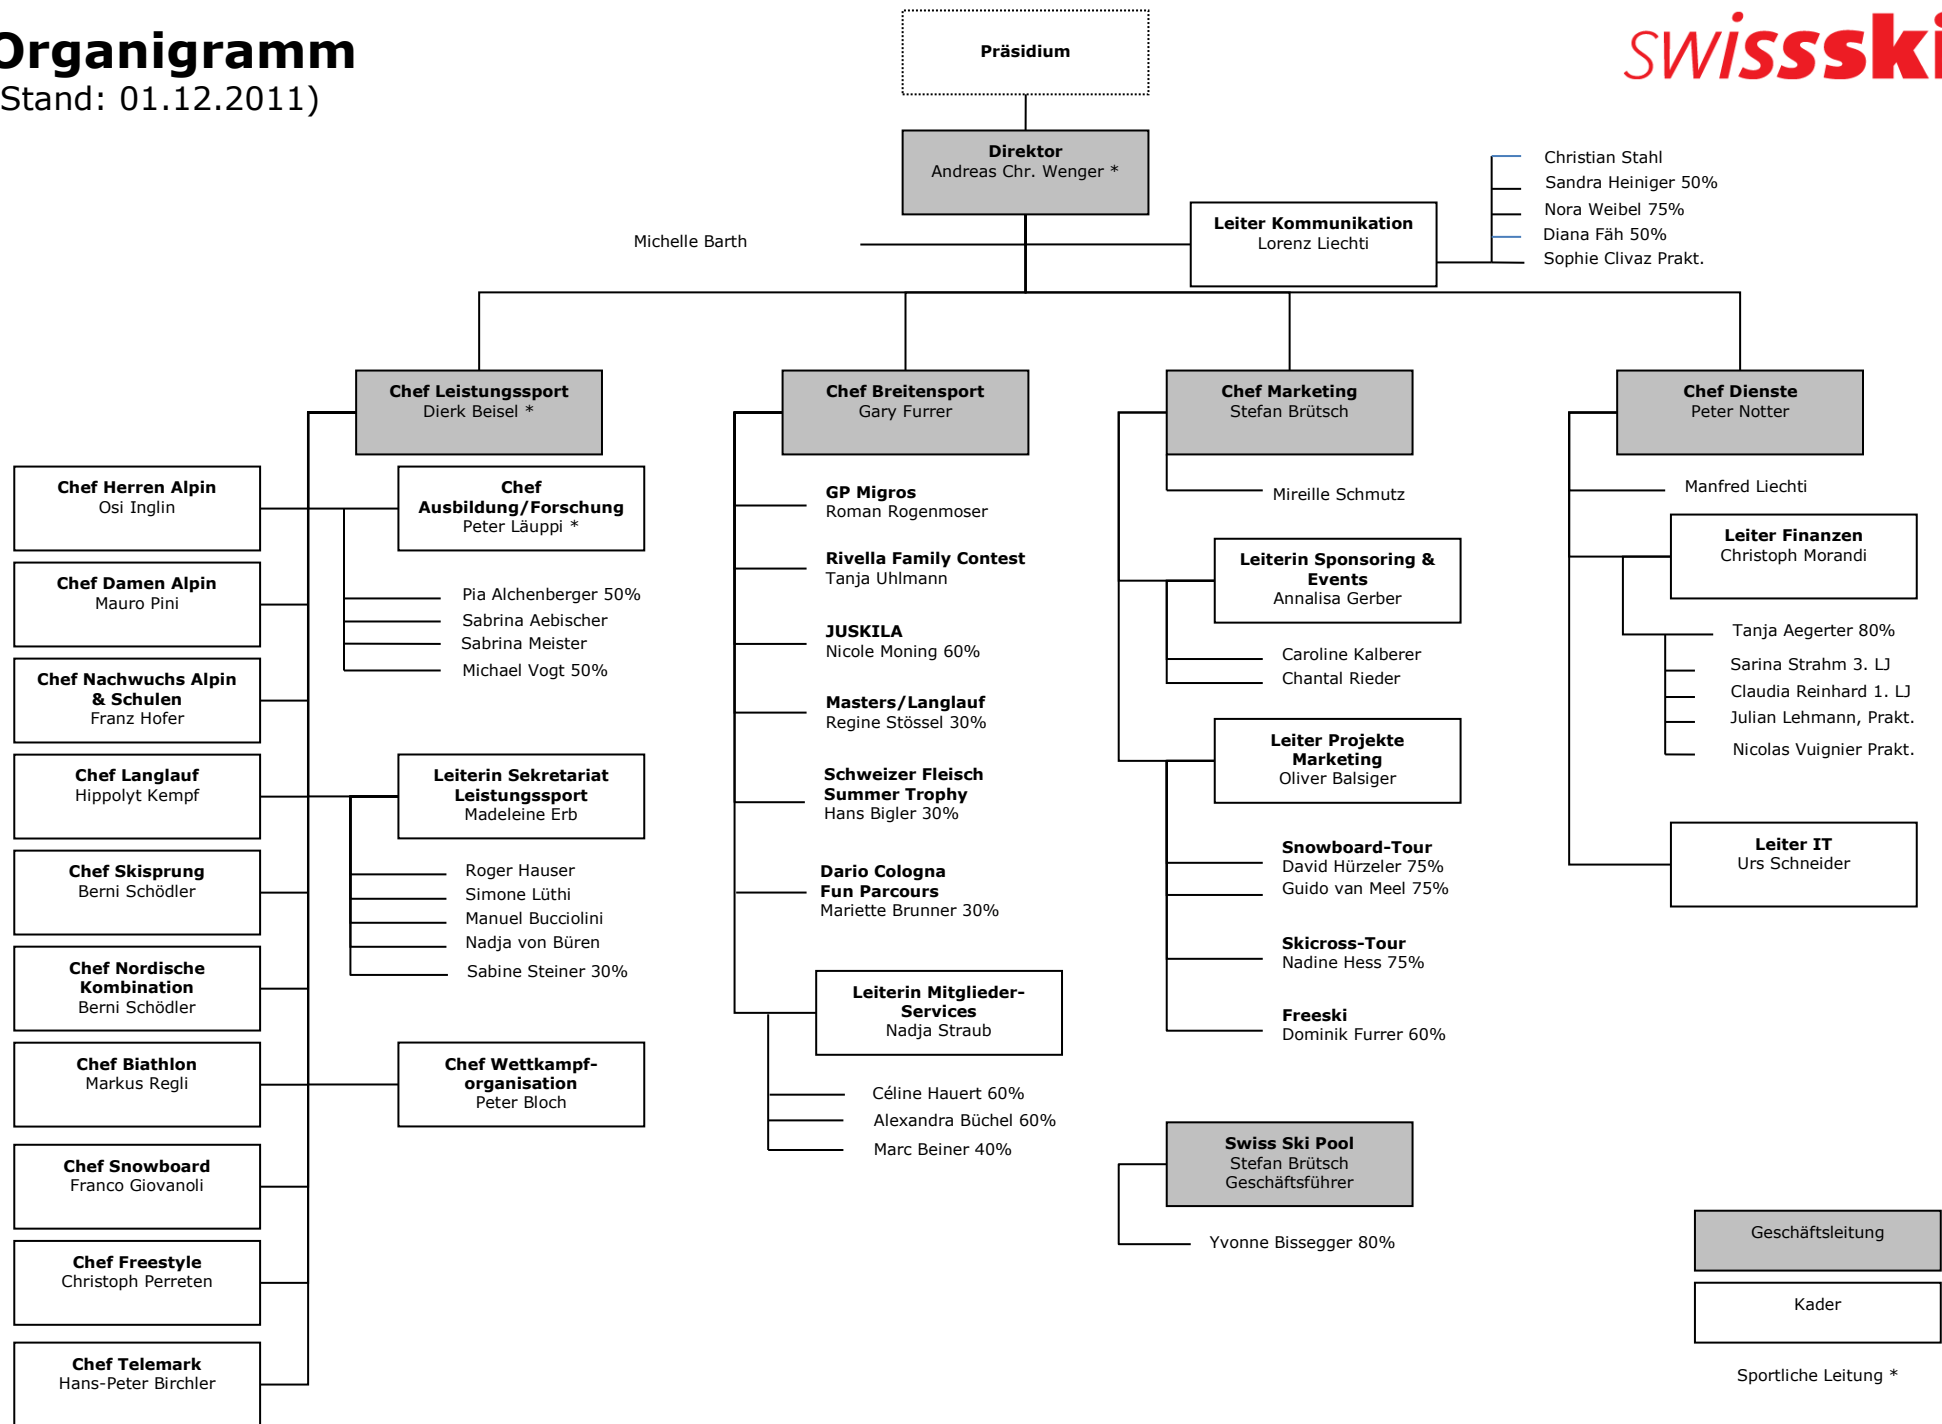 Organigramm
Stand: 01.12.2011)
swissski
Präsidium
Direktor
Andreas Chr. Wenger *
Michelle Barth
Leiter Kommunikation
Lorenz Liechti
Christian Stahl
Sandra Heiniger 50%
Nora Weibel 75%
Diana Fäh 50%
Sophie Clivaz Prakt.
Chef Leistungssport
Dierk Beisel *
Chef Herren Alpin
Osi Inglin
Chef Damen Alpin
Mauro Pini
Chef Nachwuchs Alpin
& Schulen
Franz Hofer
Chef Langlauf
Hippolyt Kempf
Chef Skisprung
Berni Schödler
Chef Nordische
Kombination
Berni Schödler
Chef Biathlon
Markus Regli
Chef Snowboard
Franco Giovanoli
Chef Freestyle
Christoph Perreten
Chef Telemark
Hans-Peter Birchler
Chef
Ausbildung/Forschung
Peter Läuppi *
Pia Alchenberger 50%
Sabrina Aebischer
Sabrina Meister
Michael Vogt 50%
Leiterin Sekretariat
Leistungssport
Madeleine Erb
Roger Hauser
Simone Lüthi
Manuel Bucciolini
Nadja von Büren
Sabine Steiner 30%
Chef Wettkampf-
organisation
Peter Bloch
Chef Breitensport
Gary Furrer
GP Migros
Roman Rogenmoser
Rivella Family Contest
Tanja Uhlmann
JUSKILA
Nicole Moning 60%
Masters/Langlauf
Regine Stössel 30%
Schweizer Fleisch
Summer Trophy
Hans Bigler 30%
Dario Cologna
Fun Parcours
Mariette Brunner 30%
Leiterin Mitglieder-
Services
Nadja Straub
Céline Hauert 60%
Alexandra Büchel 60%
Marc Beiner 40%
Chef Marketing
Stefan Brütsch
Mireille Schmutz
Leiterin Sponsoring &
Events
Annalisa Gerber
Caroline Kalberer
Chantal Rieder
Leiter Projekte
Marketing
Oliver Balsiger
Snowboard-Tour
David Hürzeler 75%
Guido van Meel 75%
Skicross-Tour
Nadine Hess 75%
Freeski
Dominik Furrer 60%
Swiss Ski Pool
Stefan Brütsch
Geschäftsführer
Yvonne Bissegger 80%
Chef Dienste
Peter Notter
Manfred Liechti
Leiter Finanzen
Christoph Morandi
Tanja Aegerter 80%
Sarina Strahm 3. LJ
Claudia Reinhard 1. LJ
Julian Lehmann, Prakt.
Nicolas Vuignier Prakt.
Leiter IT
Urs Schneider
Geschäftsleitung
Kader
Sportliche Leitung *